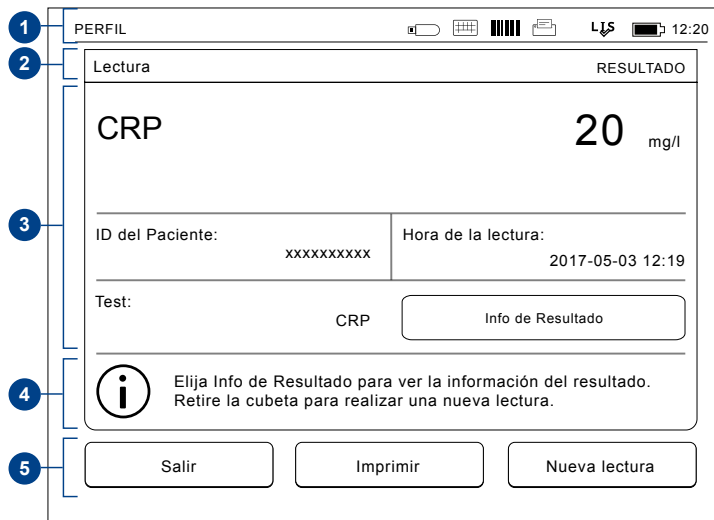 1
PERFIL LIS 12:20
2
Lectura RESULTADO
3
CRP 20 mg/l
ID del Paciente: xxxxxxxxxx
Hora de la lectura: 2017-05-03 12:19
Test: CRP
Info de Resultado
4
Elija Info de Resultado para ver la información del resultado.
Retire la cubeta para realizar una nueva lectura.
5
Salir Imprimir Nueva lectura